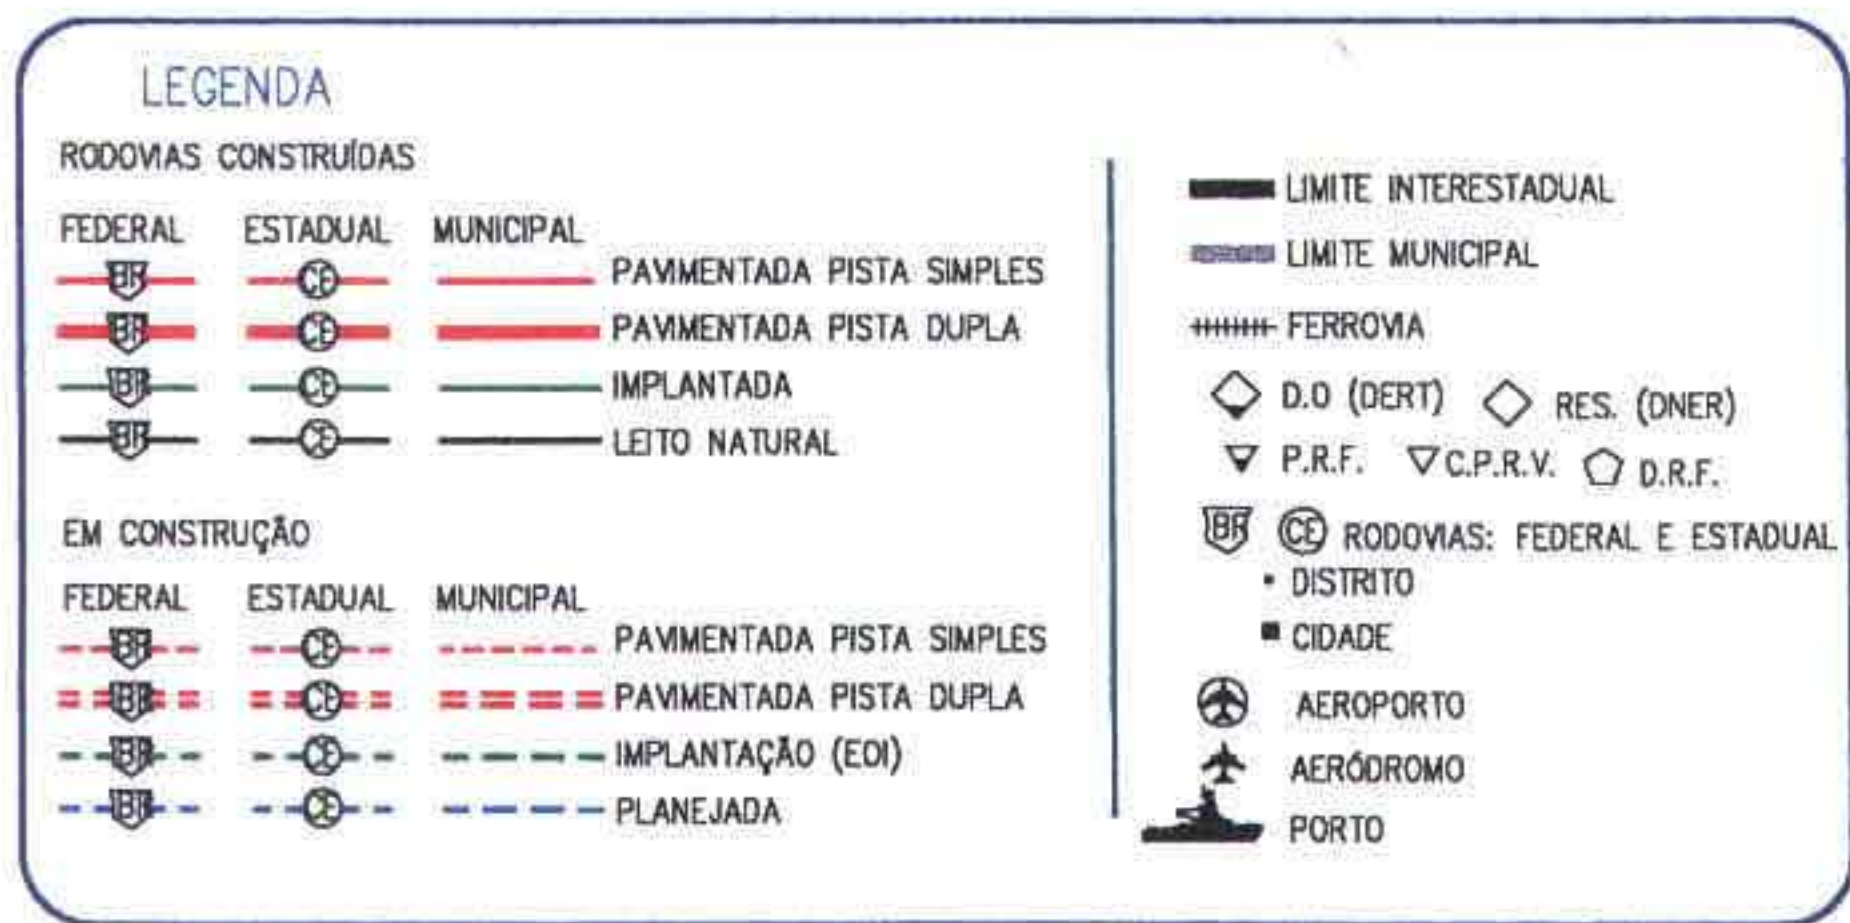 LEGENDA
RODOVIAS CONSTRUÍDAS
FEDERAL ESTADUAL MUNICIPAL
BR CE PAVIMENTADA PISTA SIMPLES
BR CE PAVIMENTADA PISTA DUPLA
BR CE IMPLANTADA
BR CE LEITO NATURAL
EM CONSTRUÇÃO
FEDERAL ESTADUAL MUNICIPAL
BR CE PAVIMENTADA PISTA SIMPLES
BR CE PAVIMENTADA PISTA DUPLA
BR CE IMPLANTAÇÃO (EOI)
BR CE PLANEJADA
LIMITE INTERESTADUAL
LIMITE MUNICIPAL
FERROVIA
D.O (DERT) RES. (DNER)
P.R.F. C.P.R.V. D.R.F.
BR CE RODOVIAS: FEDERAL E ESTADUAL
DISTRITO
CIDADE
AEROPORTO
AERÓDROMO
PORTO